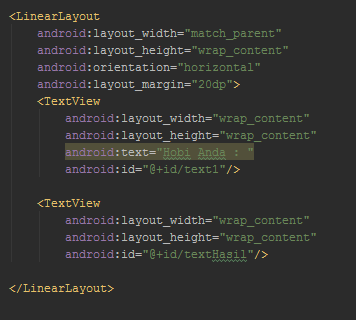 <LinearLayout
    android:layout_width="match_parent"
    android:layout_height="wrap_content"
    android:orientation="horizontal"
    android:layout_margin="20dp">
    <TextView
        android:layout_width="wrap_content"
        android:layout_height="wrap_content"
        android:text="Hobi Anda : "
        android:id="@+id/text1"/>

    <TextView
        android:layout_width="wrap_content"
        android:layout_height="wrap_content"
        android:id="@+id/textHasil"/>

</LinearLayout>